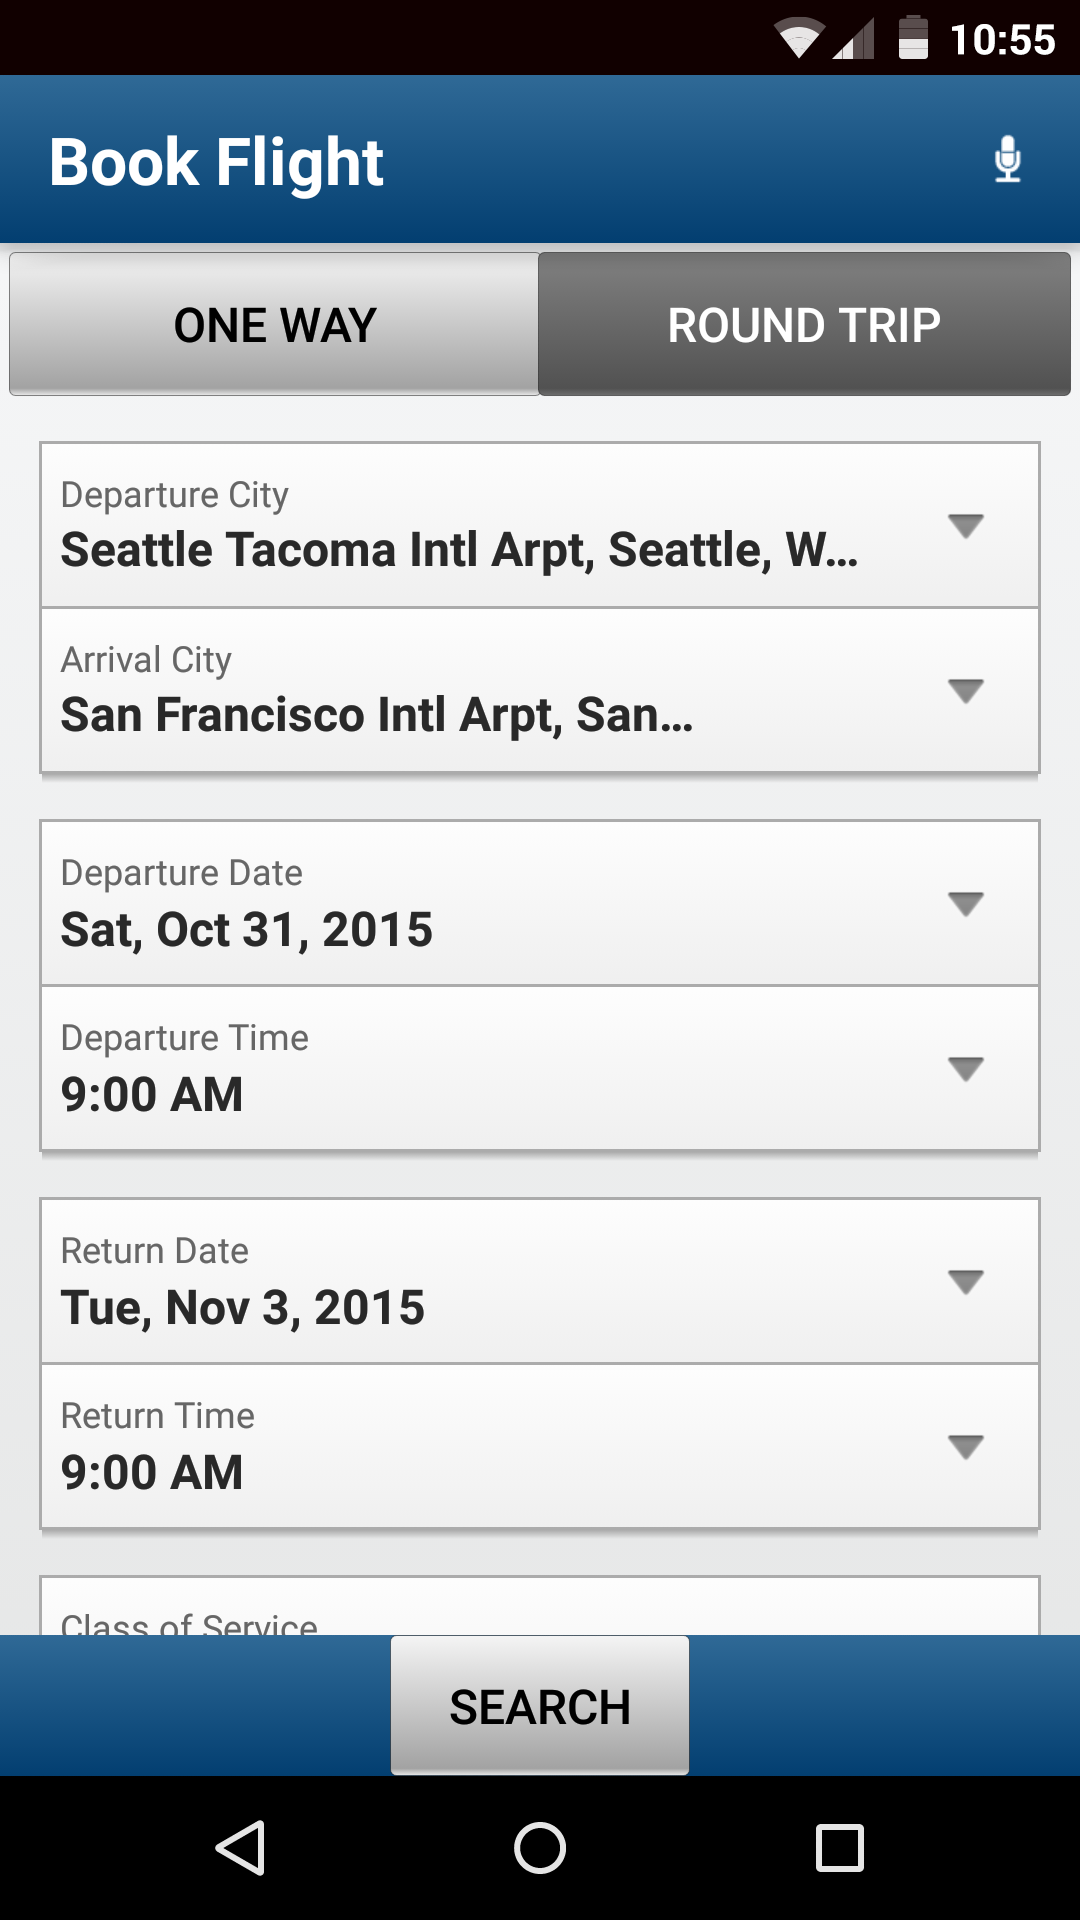 10:55
Book Flight
ONE WAY
ROUND TRIP
Departure City
Seattle Tacoma Intl Arpt, Seattle, W...
Arrival City
San Francisco Intl Arpt, San...
Departure Date
Sat, Oct 31, 2015
Departure Time
9:00 AM
Return Date
Tue, Nov 3, 2015
Return Time
9:00 AM
Class of Service
SEARCH